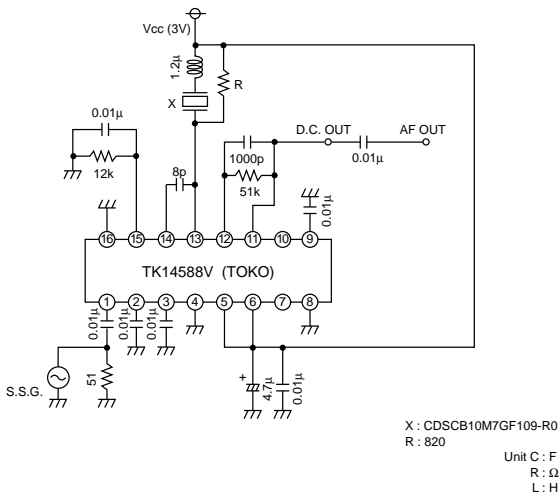 Vcc (3V)
1.2μ
R
X
0.01μ
12k
8p
1000p
51k
D.C. OUT
0.01μ
AF OUT
0.01μ
16 15 14 13 12 11 10 9
TK14588V (TOKO)
1 2 3 4 5 6 7 8
0.01μ
0.01μ
0.01μ
S.S.G.
51
+
4.7μ
0.01μ
X : CDSCB10M7GF109-R0
R : 820
Unit C : F
R : Ω
L : H